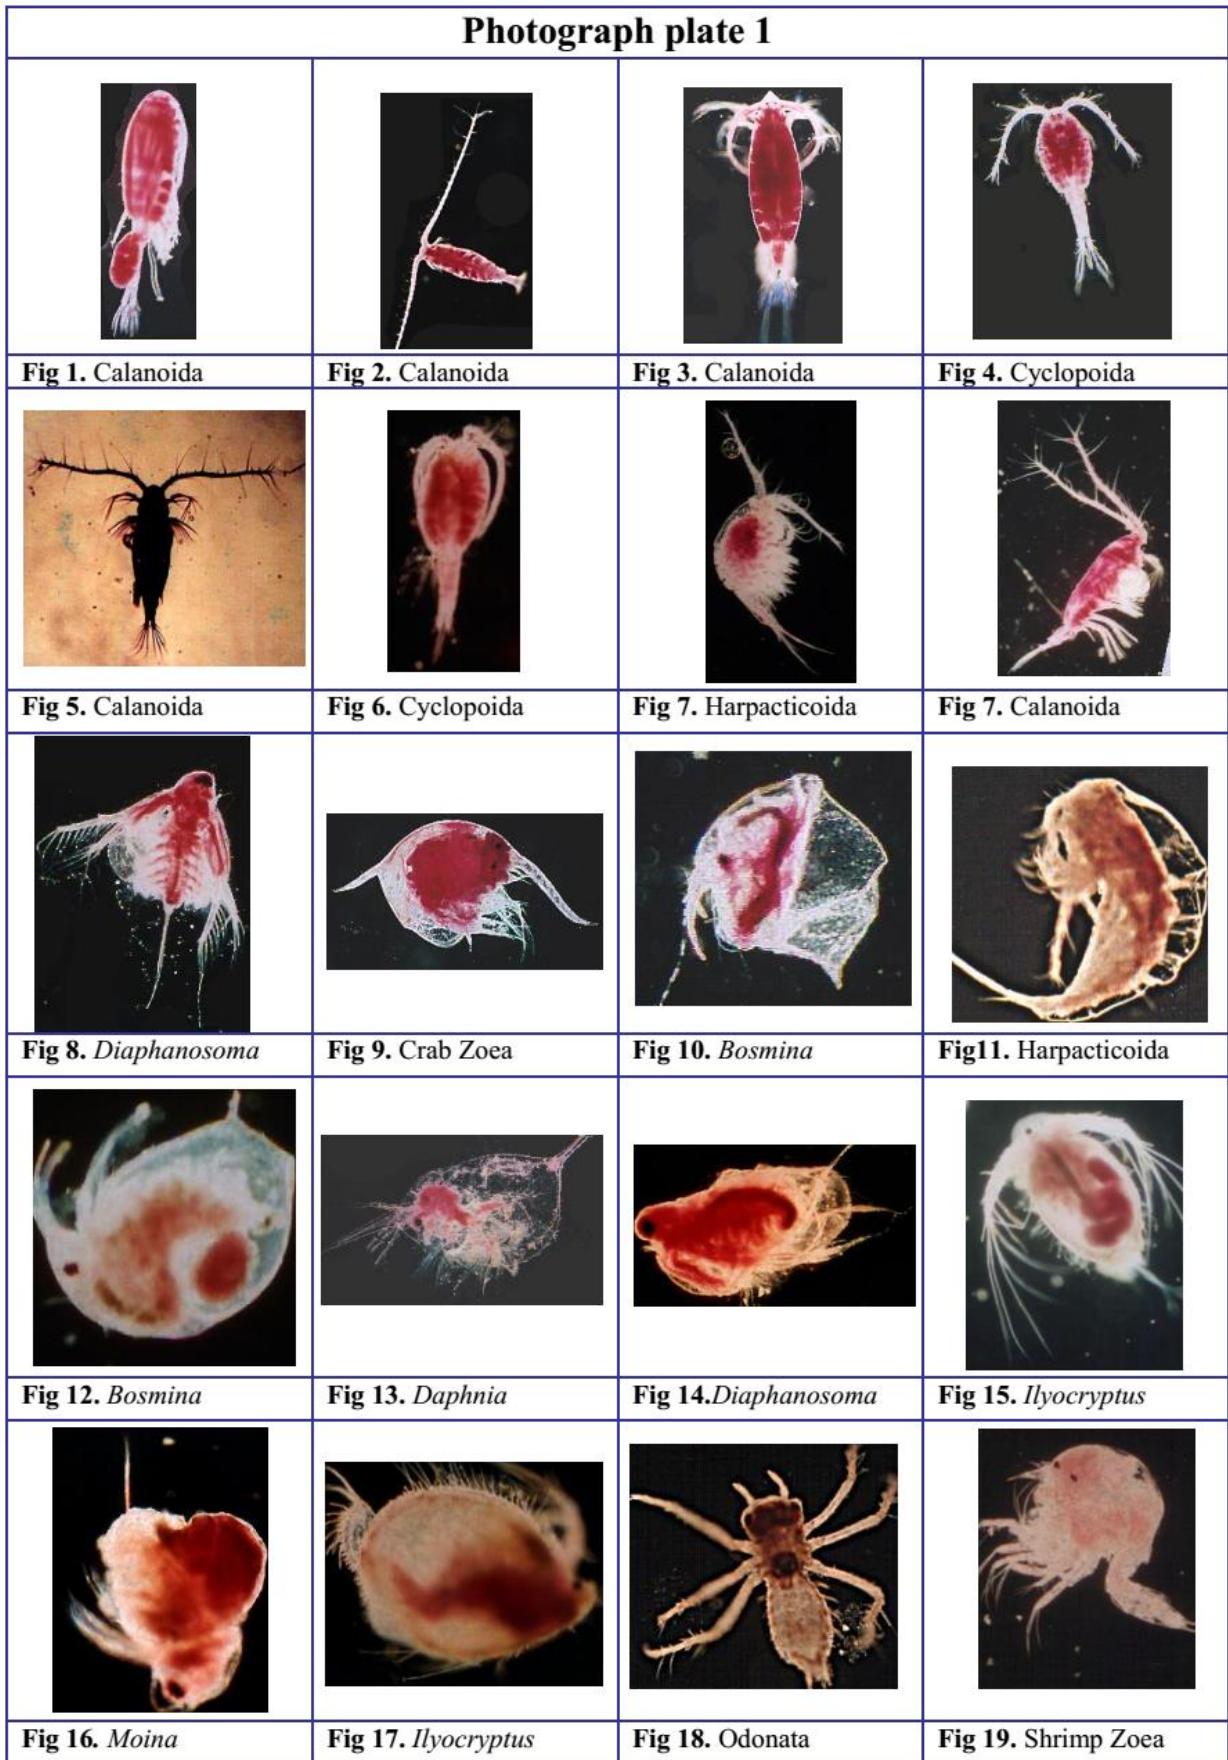 Photograph plate 1
Fig 1. Calanoida
Fig 2. Calanoida
Fig 3. Calanoida
Fig 4. Cyclopoida
Fig 5. Calanoida
Fig 6. Cyclopoida
Fig 7. Harpacticoida
Fig 7. Calanoida
Fig 8. Diaphanosoma
Fig 9. Crab Zoea
Fig 10. Bosmina
Fig11. Harpacticoida
Fig 12. Bosmina
Fig 13. Daphnia
Fig 14.Diaphanosoma
Fig 15. Ilyocryptus
Fig 16. Moina
Fig 17. Ilyocryptus
Fig 18. Odonata
Fig 19. Shrimp Zoea